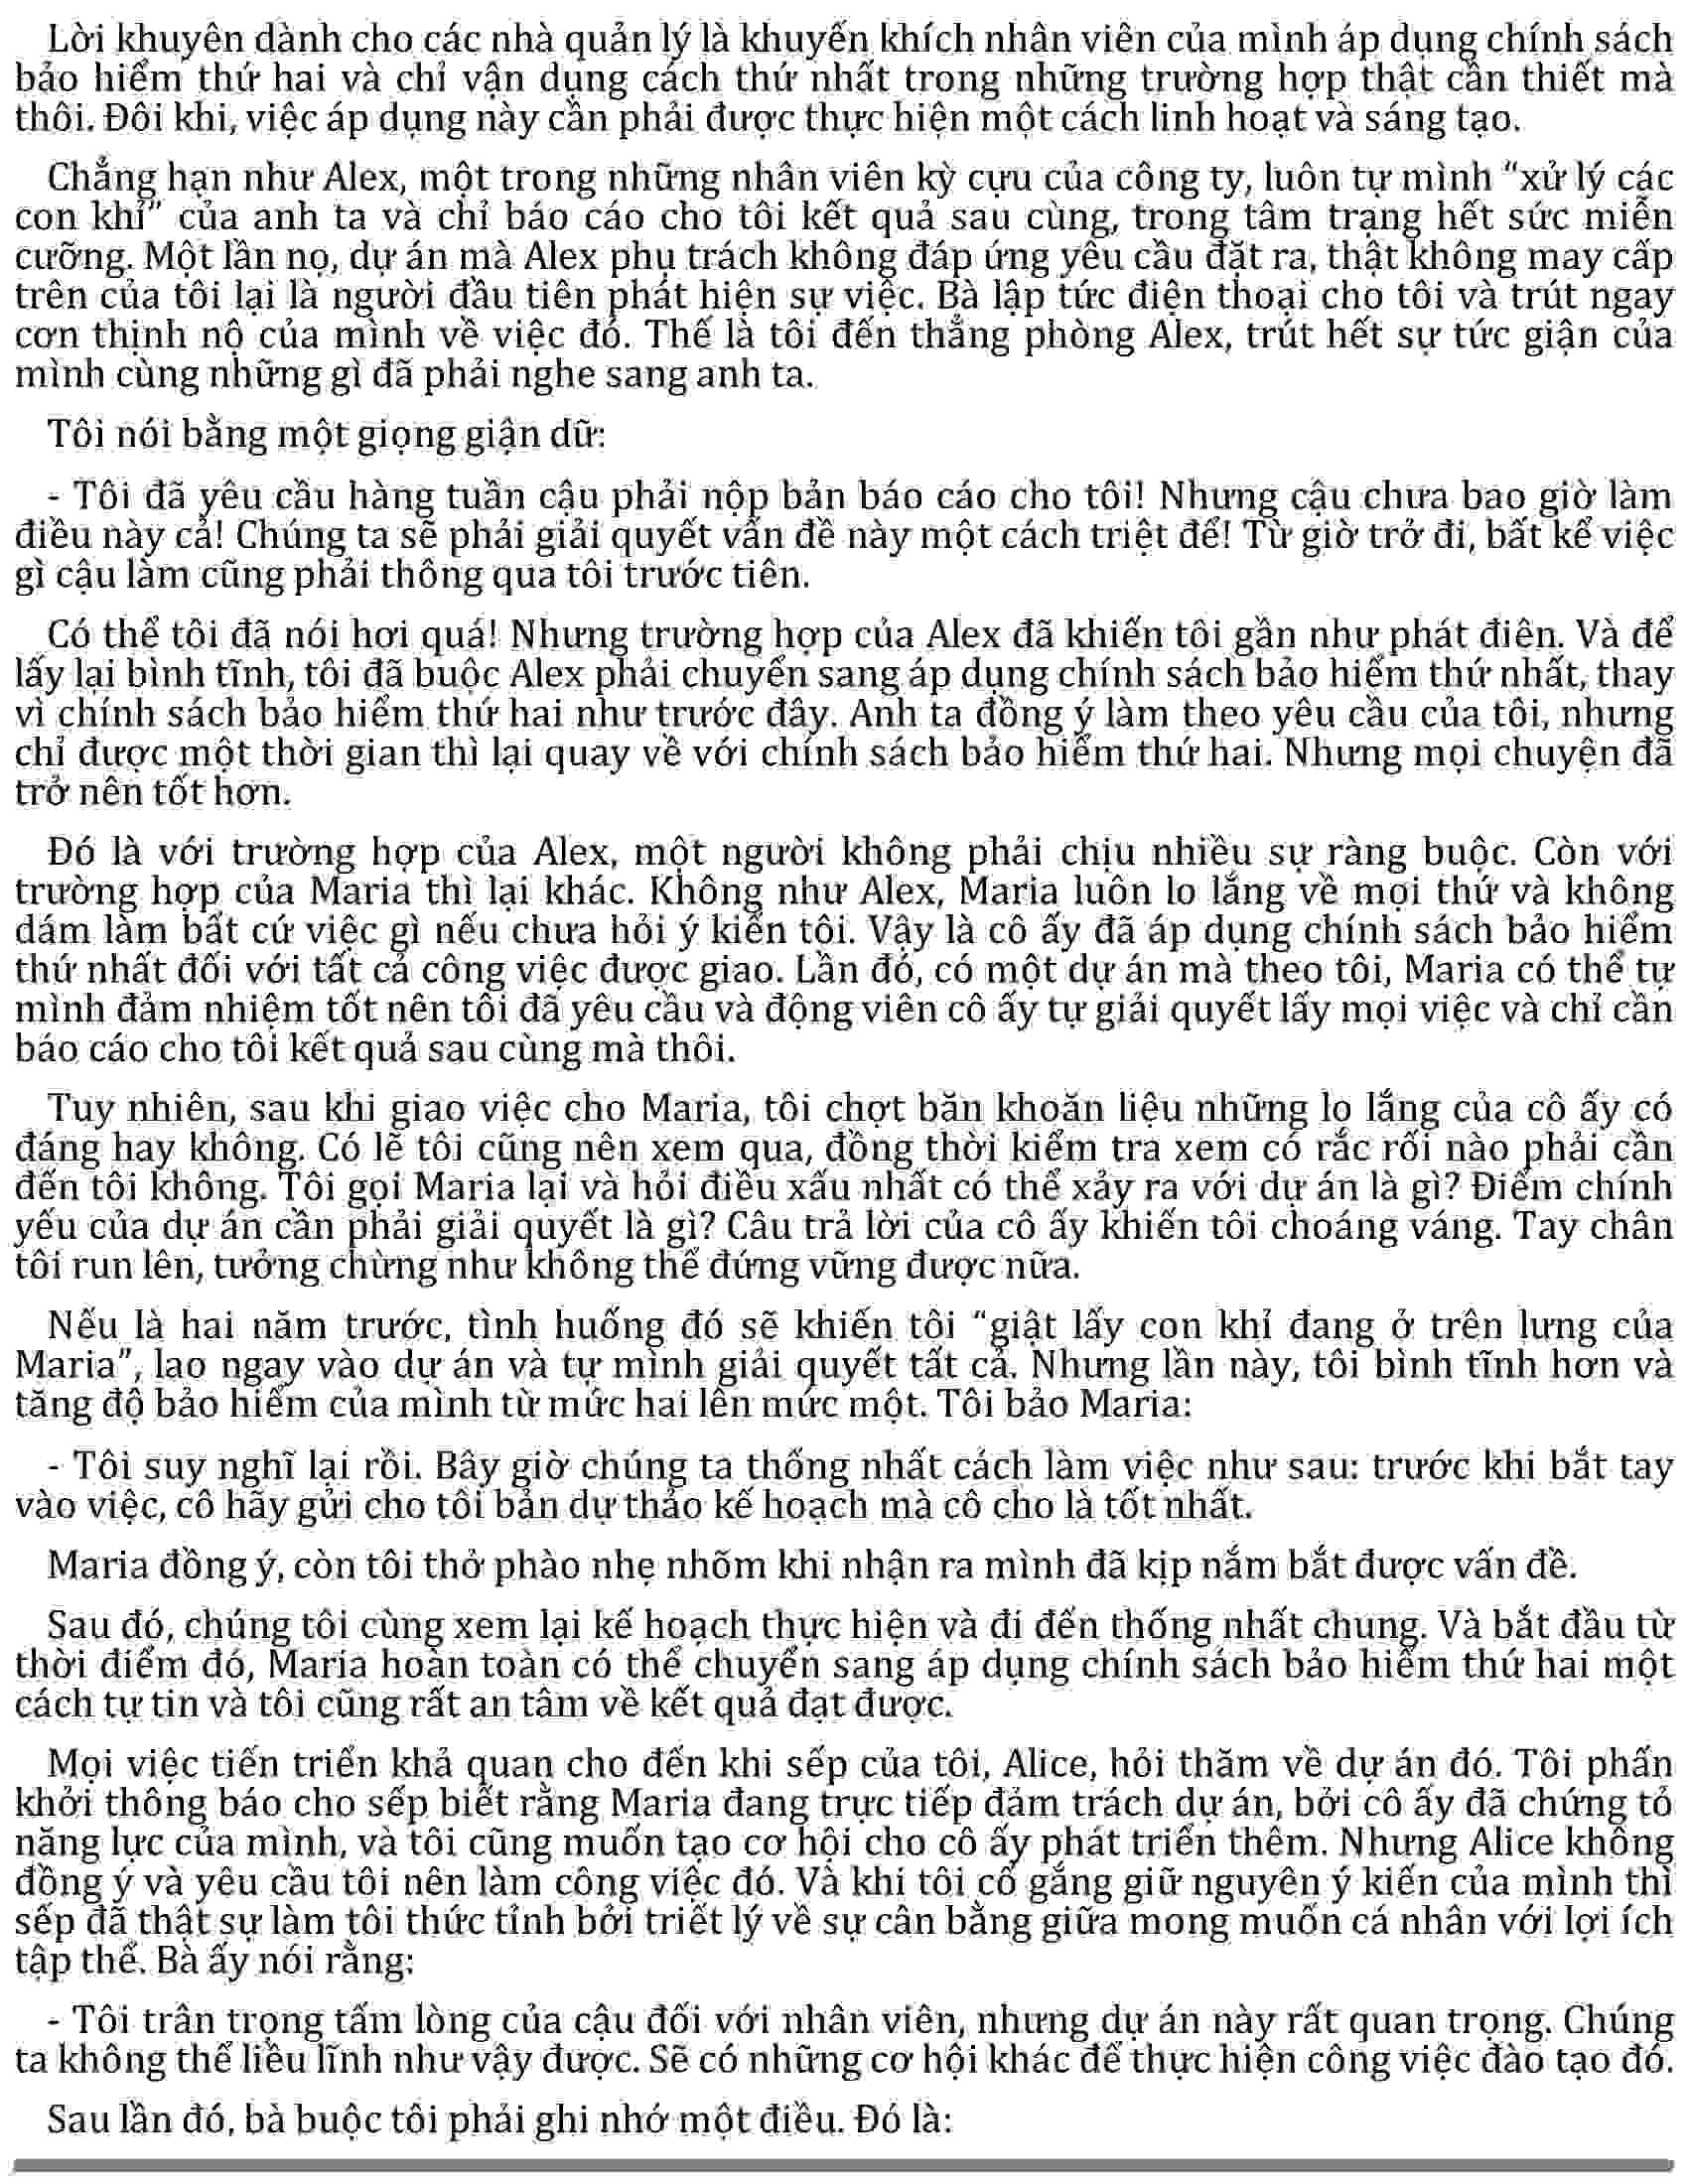 Lời khuyên dành cho các nhà quản lý là khuyến khích nhân viên của mình áp dụng chính sách
bảo hiểm thứ hai và chỉ vận dụng cách thứ nhất trong những trường hợp thật cần thiết mà
thôi. Đôi khi, việc áp dụng này cần phải được thực hiện một cách linh hoạt và sáng tạo.
Chẳng hạn như Alex, một trong những nhân viên kỳ cựu của công ty, luôn tự mình “xử lý các
con khỉ” của anh ta và chỉ báo cáo cho tôi kết quả sau cùng, trong tâm trạng hết sức miễn
cưỡng. Một lần nọ, dự án mà Alex phụ trách không đáp ứng yêu cầu đặt ra, thật không may cấp
trên của tôi lại là người đầu tiên phát hiện sự việc. Bà lập tức điện thoại cho tôi và trút ngay
cơn thịnh nộ của mình về việc đó. Thế là tôi đến thẳng phòng Alex, trút hết sự tức giận của
mình cùng những gì đã phải nghe sang anh ta.
Tôi nói bằng một giọng giận dữ:
- Tôi đã yêu cầu hàng tuần cậu phải nộp bản báo cáo cho tôi! Nhưng cậu chưa bao giờ làm
điều này cả! Chúng ta sẽ phải giải quyết vấn đề này một cách triệt để! Từ giờ trở đi, bất kể việc
gì cậu làm cũng phải thông qua tôi trước tiên.
Có thể tôi đã nói hơi quá! Nhưng trường hợp của Alex đã khiến tôi gần như phát điên. Và để
lấy lại bình tĩnh, tôi đã buộc Alex phải chuyển sang áp dụng chính sách bảo hiểm thứ nhất, thay
vì chính sách bảo hiểm thứ hai như trước đây. Anh ta đồng ý làm theo yêu cầu của tôi, nhưng
chỉ được một thời gian thì lại quay về với chính sách bảo hiểm thứ hai. Nhưng mọi chuyện đã
trở nên tốt hơn.
Đó là với trường hợp của Alex, một người không phải chịu nhiều sự ràng buộc. Còn với
trường hợp của Maria thì lại khác. Không như Alex, Maria luôn lo lắng về mọi thứ và không
dám làm bất cứ việc gì nếu chưa hỏi ý kiến tôi. Vậy là cô ấy đã áp dụng chính sách bảo hiểm
thứ nhất đối với tất cả công việc được giao. Lần đó, có một dự án mà theo tôi, Maria có thể tự
mình đảm nhiệm tốt nên tôi đã yêu cầu và động viên cô ấy tự giải quyết lấy mọi việc và chỉ cần
báo cáo cho tôi kết quả sau cùng mà thôi.
Tuy nhiên, sau khi giao việc cho Maria, tôi chợt băn khoăn liệu những lo lắng của cô ấy có
đáng hay không. Có lẽ tôi cũng nên xem qua, đồng thời kiểm tra xem có rắc rối nào phải cần
đến tôi không. Tôi gọi Maria lại và hỏi điều xấu nhất có thể xảy ra với dự án là gì? Điểm chính
yếu của dự án cần phải giải quyết là gì? Câu trả lời của cô ấy khiến tôi choáng váng. Tay chân
tôi run lên, tưởng chừng như không thể đứng vững được nữa.
Nếu là hai năm trước, tình huống đó sẽ khiến tôi “giật lấy con khỉ đang ở trên lưng của
Maria”, lao ngay vào dự án và tự mình giải quyết tất cả. Nhưng lần này, tôi bình tĩnh hơn và
tăng độ bảo hiểm của mình từ mức hai lên mức một. Tôi bảo Maria:
- Tôi suy nghĩ lại rồi. Bây giờ chúng ta thống nhất cách làm việc như sau: trước khi bắt tay
vào việc, cô hãy gửi cho tôi bản dự thảo kế hoạch mà cô cho là tốt nhất.
Maria đồng ý, còn tôi thở phào nhẹ nhõm khi nhận ra mình đã kịp nắm bắt được vấn đề.
Sau đó, chúng tôi cùng xem lại kế hoạch thực hiện và đi đến thống nhất chung. Và bắt đầu từ
thời điểm đó, Maria hoàn toàn có thể chuyển sang áp dụng chính sách bảo hiểm thứ hai một
cách tự tin và tôi cũng rất an tâm về kết quả đạt được.
Mọi việc tiến triển khả quan cho đến khi sếp của tôi, Alice, hỏi thăm về dự án đó. Tôi phấn
khởi thông báo cho sếp biết rằng Maria đang trực tiếp đảm trách dự án, bởi cô ấy đã chứng tỏ
năng lực của mình, và tôi cũng muốn tạo cơ hội cho cô ấy phát triển thêm. Nhưng Alice không
đồng ý và yêu cầu tôi nên làm công việc đó. Và khi tôi cố gắng giữ nguyên ý kiến của mình thì
sếp đã thật sự làm tôi thức tỉnh bởi triết lý về sự cân bằng giữa mong muốn cá nhân với lợi ích
tập thể. Bà ấy nói rằng:
- Tôi trân trọng tấm lòng của cậu đối với nhân viên, nhưng dự án này rất quan trọng. Chúng
ta không thể liều lĩnh như vậy được. Sẽ có những cơ hội khác để thực hiện công việc đào tạo đó.
Sau lần đó, bà buộc tôi phải ghi nhớ một điều. Đó là: